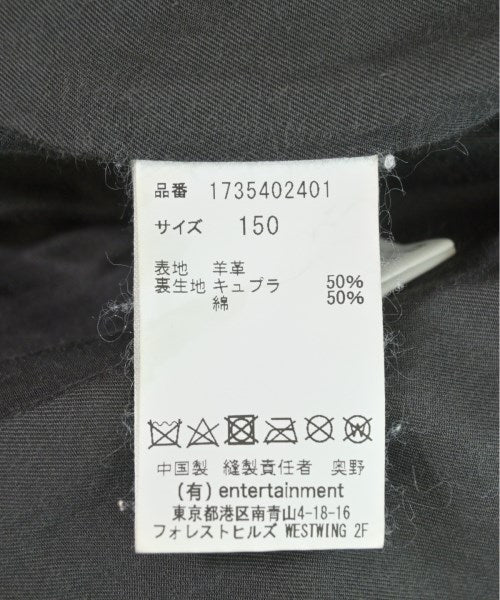 品番 1735402401
サイズ 150
表地 羊革
裏生地 キュプラ 50%
綿 50%
中国製 縫製責任者 奥野
(有) entertainment
東京都港区南青山4-18-16
フォレストヒルズ WESTWING 2F